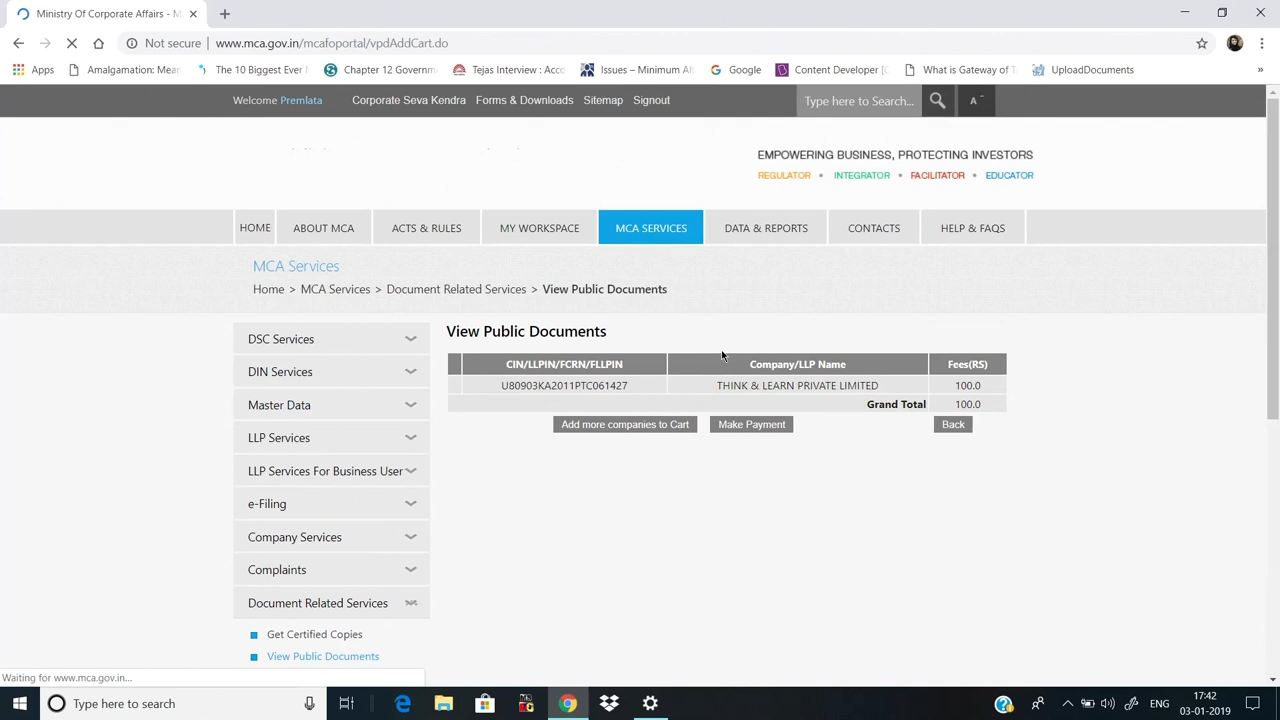 Ministry Of Corporate Affairs - M
Not secure | www.mca.gov.in/mcafoportal/vpdAddCart.do
Apps Amalgamation: Mean The 10 Biggest Ever Chapter 12 Governm Tejas Interview : Acco Issues – Minimum Al Google Content Developer [C What is Gateway of T UploadDocuments »
Welcome Premlata Corporate Seva Kendra Forms & Downloads Sitemap Signout Type here to Search... A -
EMPOWERING BUSINESS, PROTECTING INVESTORS
REGULATOR • INTEGRATOR • FACILITATOR • EDUCATOR
HOME ABOUT MCA ACTS & RULES MY WORKSPACE MCA SERVICES DATA & REPORTS CONTACTS HELP & FAQS
MCA Services
Home > MCA Services > Document Related Services > View Public Documents
DSC Services
DIN Services
Master Data
LLP Services
LLP Services For Business User
e-Filing
Company Services
Complaints
Document Related Services
Get Certified Copies
View Public Documents
View Public Documents
CIN/LLPIN/FCRN/FLLPIN Company/LLP Name Fees(RS)
U80903KA2011PTC061427 THINK & LEARN PRIVATE LIMITED 100.0
Grand Total 100.0
Add more companies to Cart Make Payment Back
Waiting for www.mca.gov.in...
Type here to search
ENG
17:42
03-01-2019